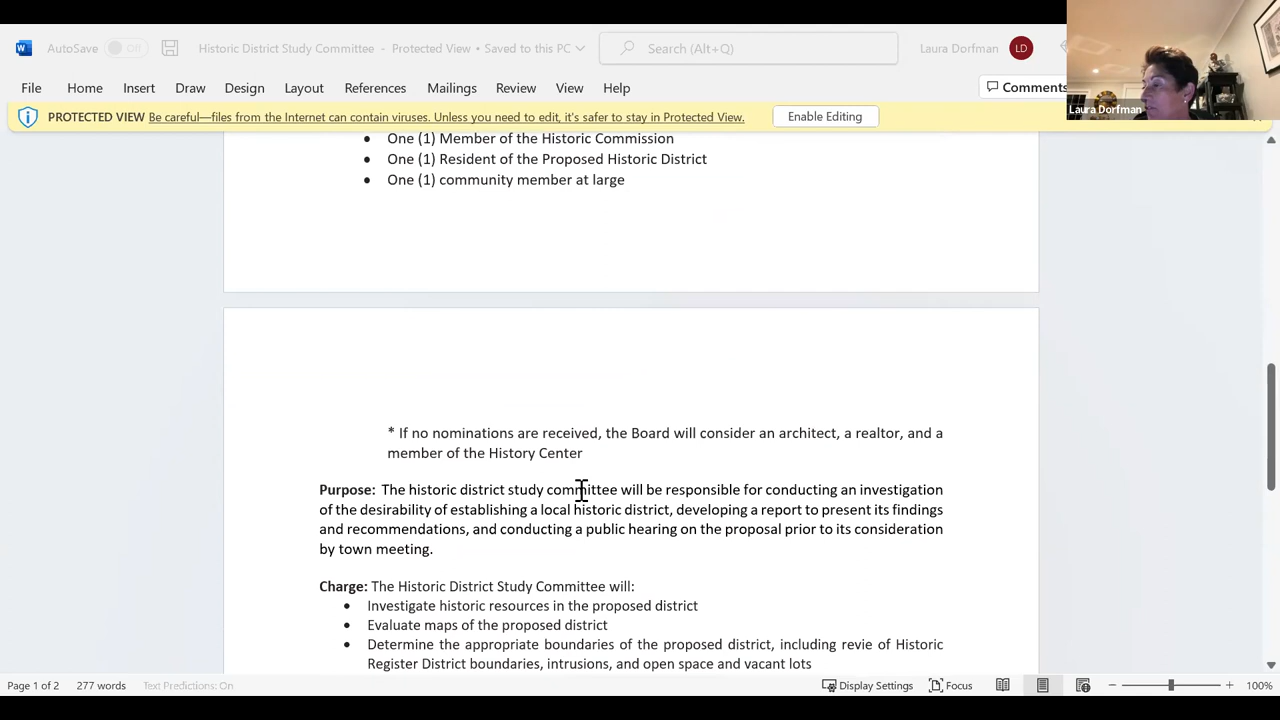 AutoSave Off Historic District Study Committee - Protected View • Saved to this PC Search (Alt+Q) Laura Dorfman LD
File Home Insert Draw Design Layout References Mailings Review View Help Comments
Laura Dorfman
PROTECTED VIEW Be careful—files from the Internet can contain viruses. Unless you need to edit, it's safer to stay in Protected View. Enable Editing
• One (1) Member of the Historic Commission
• One (1) Resident of the Proposed Historic District
• One (1) community member at large
* If no nominations are received, the Board will consider an architect, a realtor, and a
member of the History Center
Purpose: The historic district study committee will be responsible for conducting an investigation
of the desirability of establishing a local historic district, developing a report to present its findings
and recommendations, and conducting a public hearing on the proposal prior to its consideration
by town meeting.
Charge: The Historic District Study Committee will:
• Investigate historic resources in the proposed district
• Evaluate maps of the proposed district
• Determine the appropriate boundaries of the proposed district, including revie of Historic
Register District boundaries, intrusions, and open space and vacant lots
Page 1 of 2 277 words Text Predictions: On Display Settings Focus 100%